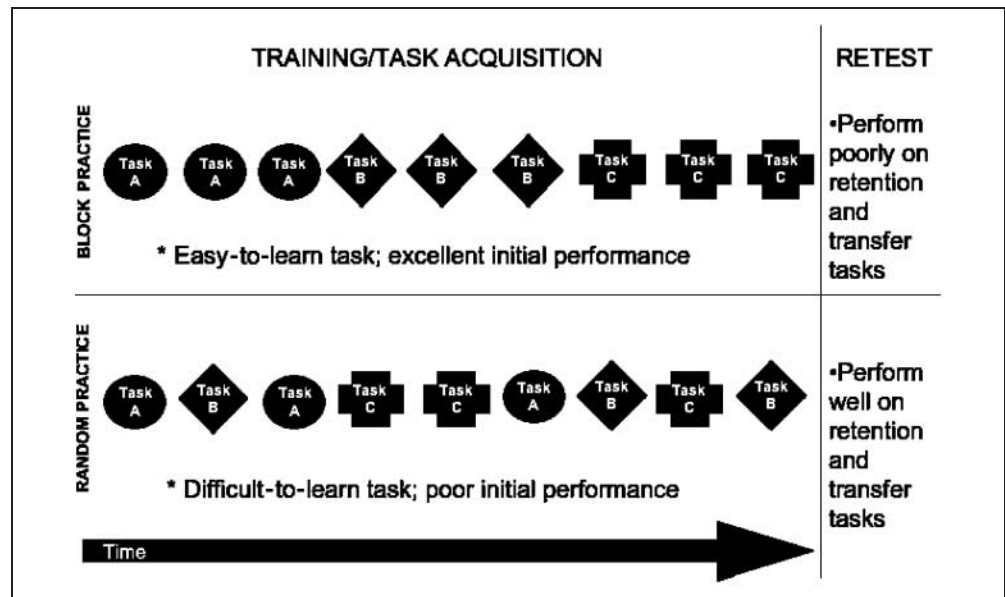 TRAINING/TASK ACQUISITION
RETEST
BLOCK PRACTICE
Task
A
Task
A
Task
A
Task
B
Task
B
Task
B
Task
C
Task
C
Task
C
* Easy-to-learn task; excellent initial performance
•Perform
poorly on
retention
and
transfer
tasks
RANDOM PRACTICE
Task
A
Task
B
Task
A
Task
C
Task
C
Task
A
Task
B
Task
C
Task
B
* Difficult-to-learn task; poor initial performance
•Perform
well on
retention
and
transfer
tasks
Time